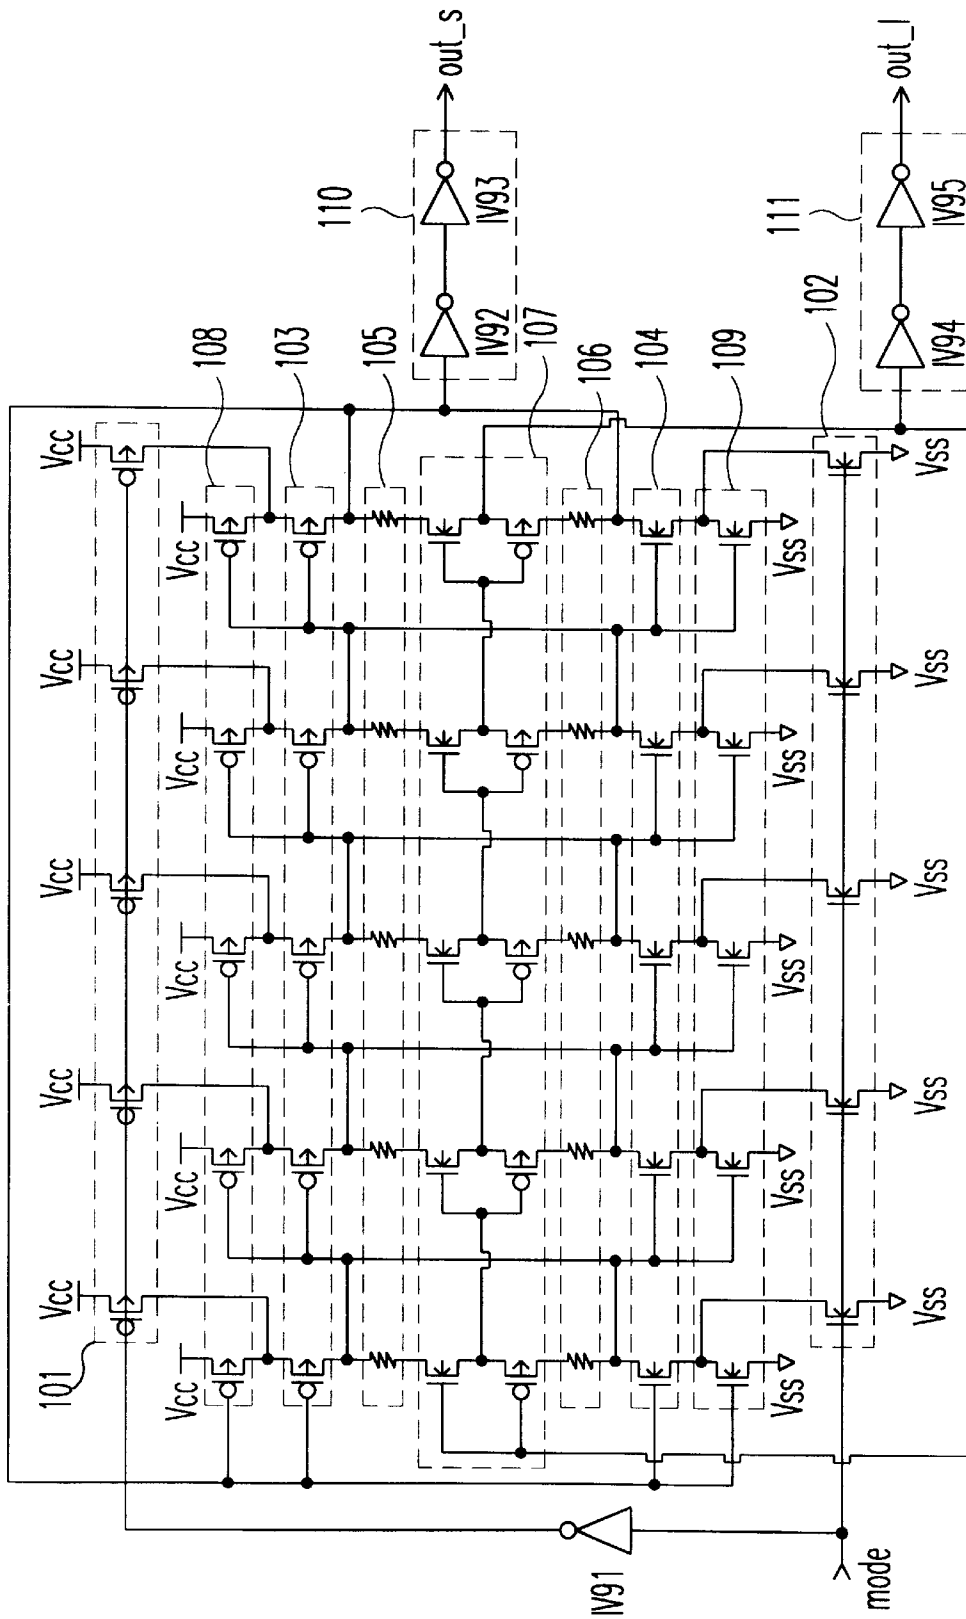 101
Vcc
Vcc
Vcc
Vcc
Vcc
Vcc
Vcc
Vcc
Vcc
Vcc
108
103
105
110
IV92
IV93
out_s
107
106
104
109
Vss
Vss
Vss
Vss
Vss
102
111
IV94
IV95
out_l
Vss
Vss
Vss
Vss
Vss
IV91
mode